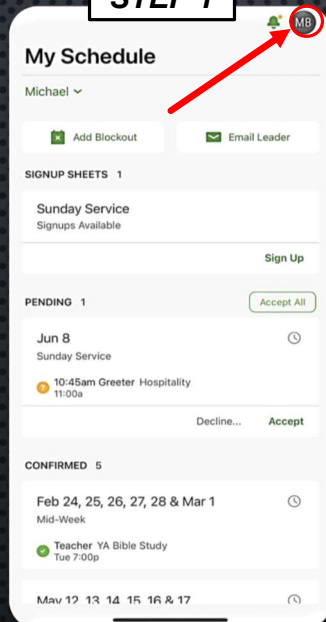 STEP 1
MB
My Schedule
Michael
Add Blockout
Email Leader
SIGNUP SHEETS 1
Sunday Service
Signups Available
Sign Up
PENDING 1
Accept All
Jun 8
Sunday Service
?
10:45am Greeter Hospitality
11:00a
Decline...
Accept
CONFIRMED 5
Feb 24, 25, 26, 27, 28 & Mar 1
Mid-Week
Teacher YA Bible Study
Tue 7:00p
May 12, 13, 14, 15, 16 & 17